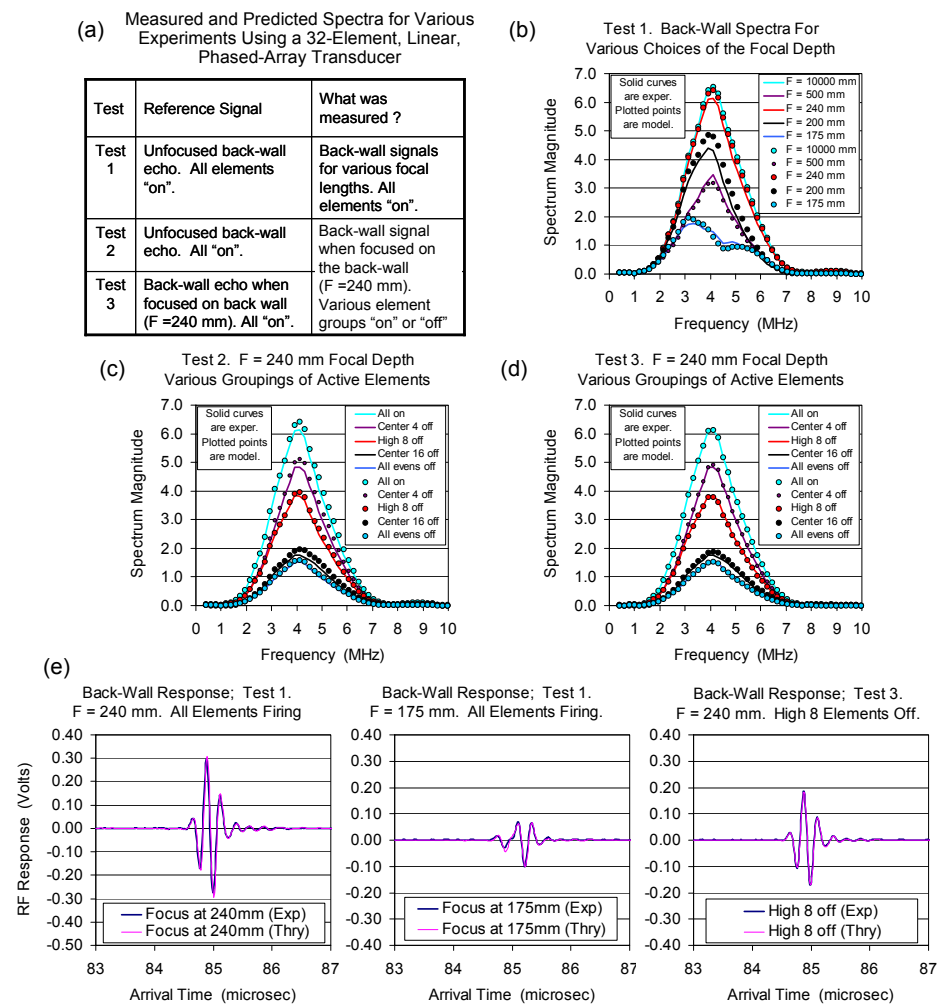 (a)
Measured and Predicted Spectra for Various
Experiments Using a 32-Element, Linear,
Phased-Array Transducer
Test
Reference Signal
What was
measured ?
Test
1
Unfocused back-wall
echo. All elements
"on".
Back-wall signals
for various focal
lengths. All
elements "on".
Test
2
Unfocused back-wall
echo. All "on".
Back-wall signal
when focused on
the back-wall
(F =240 mm).
Various element
groups "on" or "off"
Test
3
Back-wall echo when
focused on back wall
(F =240 mm). All "on".
(b)
Test 1. Back-Wall Spectra For
Various Choices of the Focal Depth
Spectrum Magnitude
7.0
6.0
5.0
4.0
3.0
2.0
1.0
0.0
Solid curves
are exper.
Plotted points
are model.
F = 10000 mm
F = 500 mm
F = 240 mm
F = 200 mm
F = 175 mm
F = 10000 mm
F = 500 mm
F = 240 mm
F = 200 mm
F = 175 mm
0 1 2 3 4 5 6 7 8 9 10
Frequency (MHz)
(c)
Test 2. F = 240 mm Focal Depth
Various Groupings of Active Elements
Spectrum Magnitude
7.0
6.0
5.0
4.0
3.0
2.0
1.0
0.0
Solid curves
are exper.
Plotted points
are model.
All on
Center 4 off
High 8 off
Center 16 off
All evens off
All on
Center 4 off
High 8 off
Center 16 off
All evens off
0 1 2 3 4 5 6 7 8 9 10
Frequency (MHz)
(d)
Test 3. F = 240 mm Focal Depth
Various Groupings of Active Elements
Spectrum Magnitude
7.0
6.0
5.0
4.0
3.0
2.0
1.0
0.0
Solid curves
are exper.
Plotted points
are model.
All on
Center 4 off
High 8 off
Center 16 off
All evens off
All on
Center 4 off
High 8 off
Center 16 off
All evens off
0 1 2 3 4 5 6 7 8 9 10
Frequency (MHz)
(e)
Back-Wall Response; Test 1.
F = 240 mm. All Elements Firing
RF Response (Volts)
0.40
0.30
0.20
0.10
0.00
-0.10
-0.20
-0.30
-0.40
-0.50
Focus at 240mm (Exp)
Focus at 240mm (Thry)
83 84 85 86 87
Arrival Time (microsec)
Back-Wall Response; Test 1.
F = 175 mm. All Elements Firing.
0.40
0.30
0.20
0.10
0.00
-0.10
-0.20
-0.30
-0.40
Focus at 175mm (Exp)
Focus at 175mm (Thry)
83 84 85 86 87
Arrival Time (microsec)
Back-Wall Response; Test 3.
F = 240 mm. High 8 Elements Off.
0.40
0.30
0.20
0.10
0.00
-0.10
-0.20
-0.30
-0.40
High 8 off (Exp)
High 8 off (Thry)
83 84 85 86 87
Arrival Time (microsec)